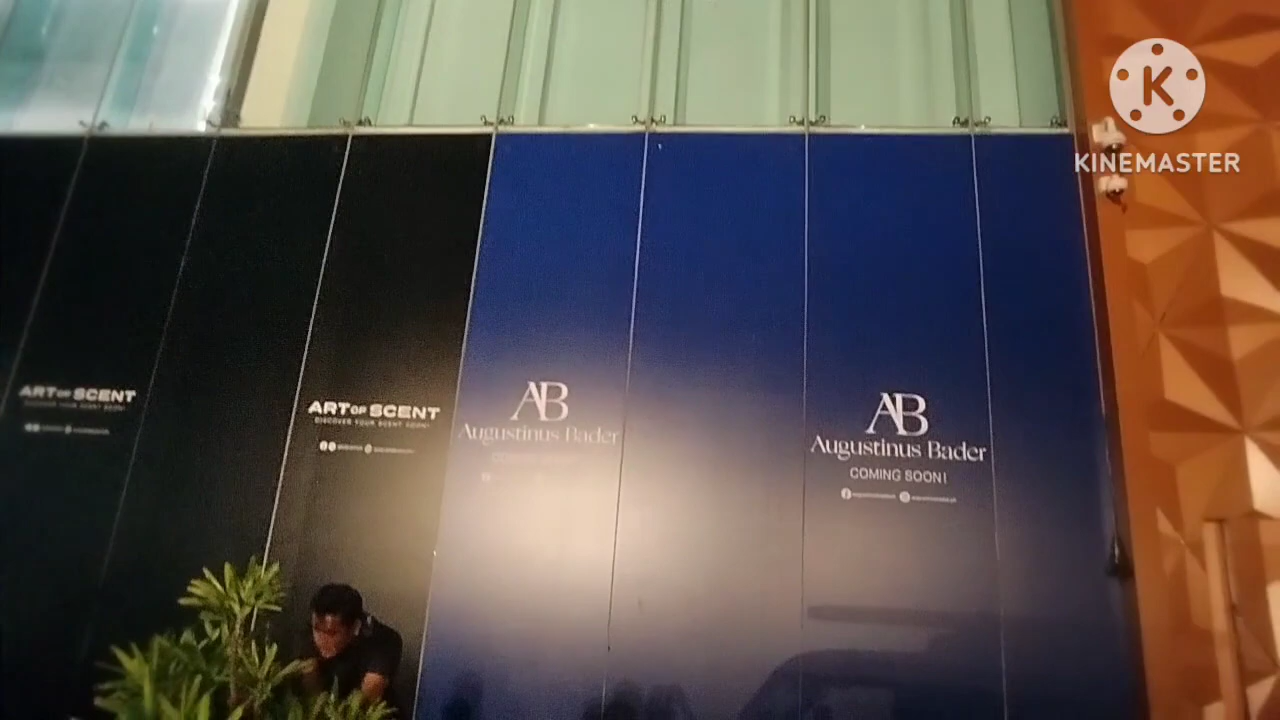 K
KINEMASTER
ART OF SCENT
ART OF SCENT
DISCOVER YOUR SCENT SOON!
AB
Augustinus Bader
AB
Augustinus Bader
COMING SOON!